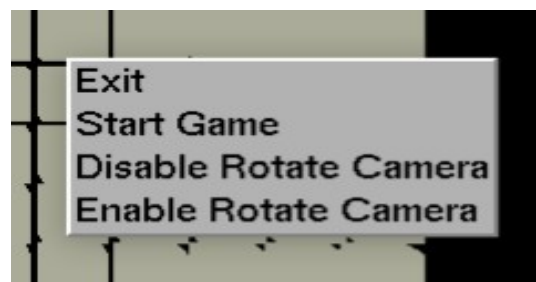 Exit
Start Game
Disable Rotate Camera
Enable Rotate Camera